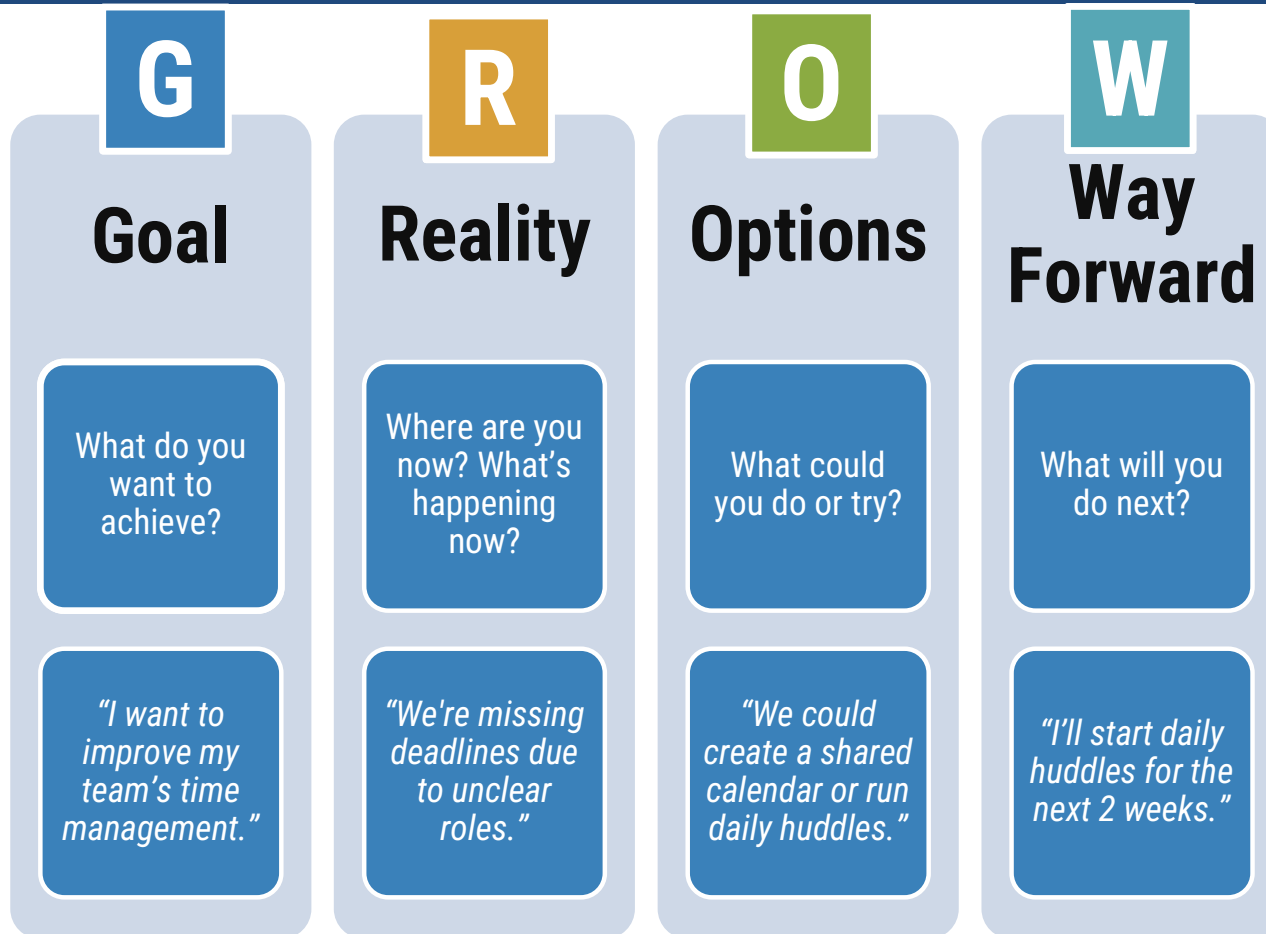 G
Goal
What do you
want to
achieve?
“I want to
improve my
team’s time
management.”
R
Reality
Where are you
now? What’s
happening
now?
“We're missing
deadlines due
to unclear
roles.”
O
Options
What could
you do or try?
“We could
create a shared
calendar or run
daily huddles.”
W
Way
Forward
What will you
do next?
“I’ll start daily
huddles for the
next 2 weeks.”